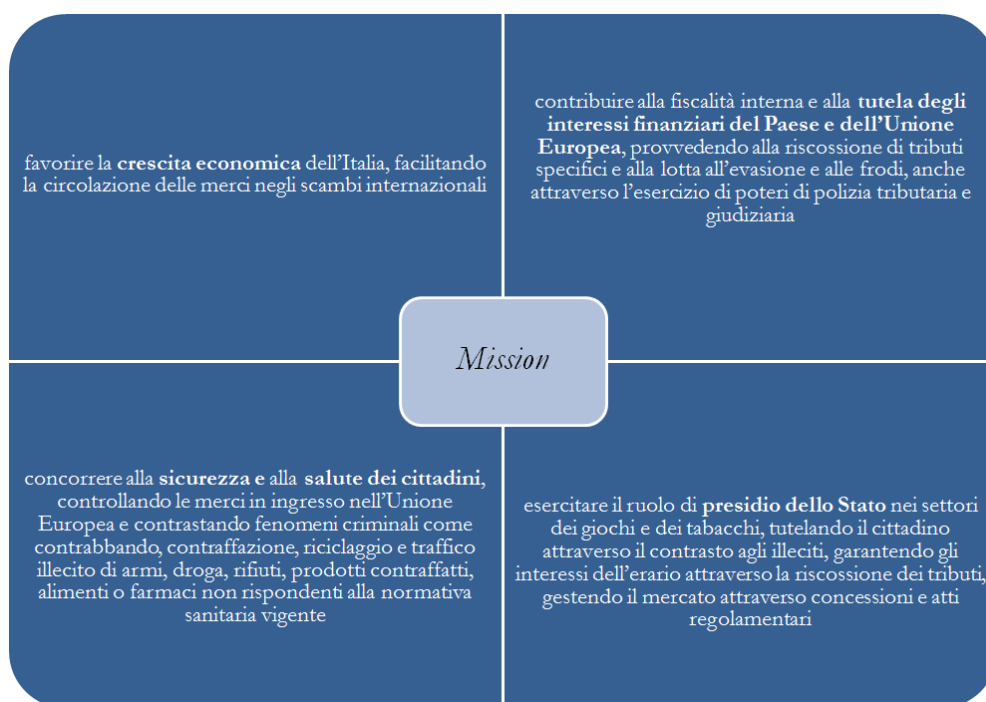 favorire la crescita economica dell'Italia, facilitando
la circolazione delle merci negli scambi internazionali
contribuire alla fiscalità interna e alla tutela degli
interessi finanziari del Paese e dell'Unione
Europea, provvedendo alla riscossione di tributi
specifici e alla lotta all'evasione e alle frodi, anche
attraverso l'esercizio di poteri di polizia tributaria e
giudiziaria
Mission
concorrere alla sicurezza e alla salute dei cittadini,
controllando le merci in ingresso nell'Unione
Europea e contrastando fenomeni criminali come
contrabbando, contraffazione, riciclaggio e traffico
illecito di armi, droga, rifiuti, prodotti contraffatti,
alimenti o farmaci non rispondenti alla normativa
sanitaria vigente
esercitare il ruolo di presidio dello Stato nei settori
dei giochi e dei tabacchi, tutelando il cittadino
attraverso il contrasto agli illeciti, garantendo gli
interessi dell'erario attraverso la riscossione dei tributi,
gestendo il mercato attraverso concessioni e atti
regolamentari